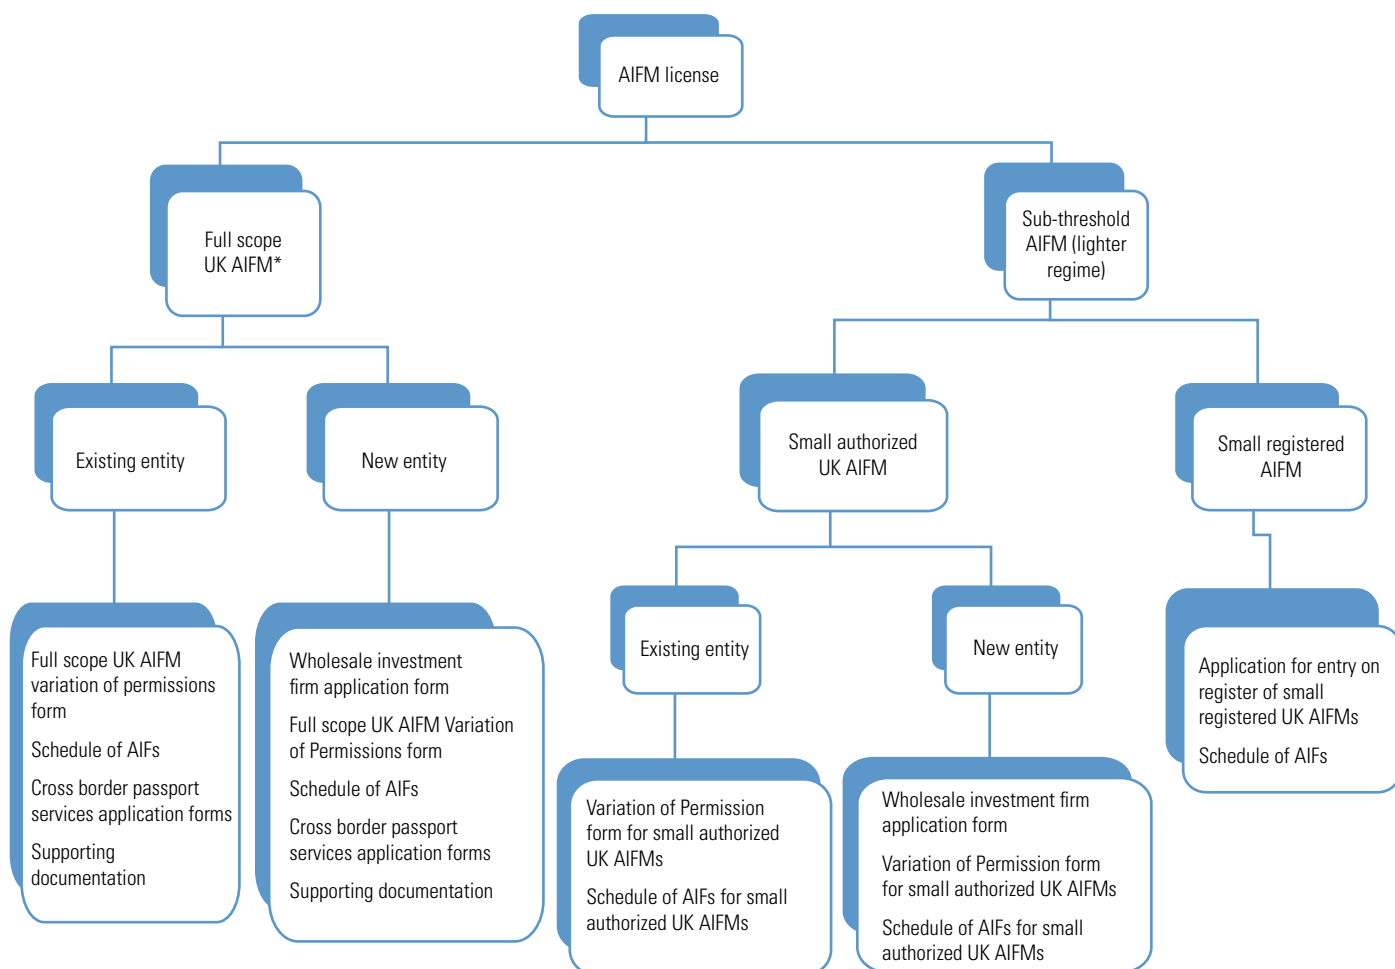 AIFM license
Full scope
UK AIFM*
Sub-threshold
AIFM (lighter
regime)
Existing entity
New entity
Small authorized
UK AIFM
Small registered
AIFM
Full scope UK AIFM
variation of permissions
form
Schedule of AIFs
Cross border passport
services application forms
Supporting
documentation
Wholesale investment
firm application form
Full scope UK AIFM Variation
of Permissions form
Schedule of AIFs
Cross border passport
services application forms
Supporting documentation
Existing entity
New entity
Variation of Permission
form for small authorized
UK AIFMs
Schedule of AIFs for small
authorized UK AIFMs
Wholesale investment firm
application form
Variation of Permission form
for small authorized UK AIFMs
Schedule of AIFs for small
authorized UK AIFMs
Application for entry on
register of small
registered UK AIFMs
Schedule of AIFs